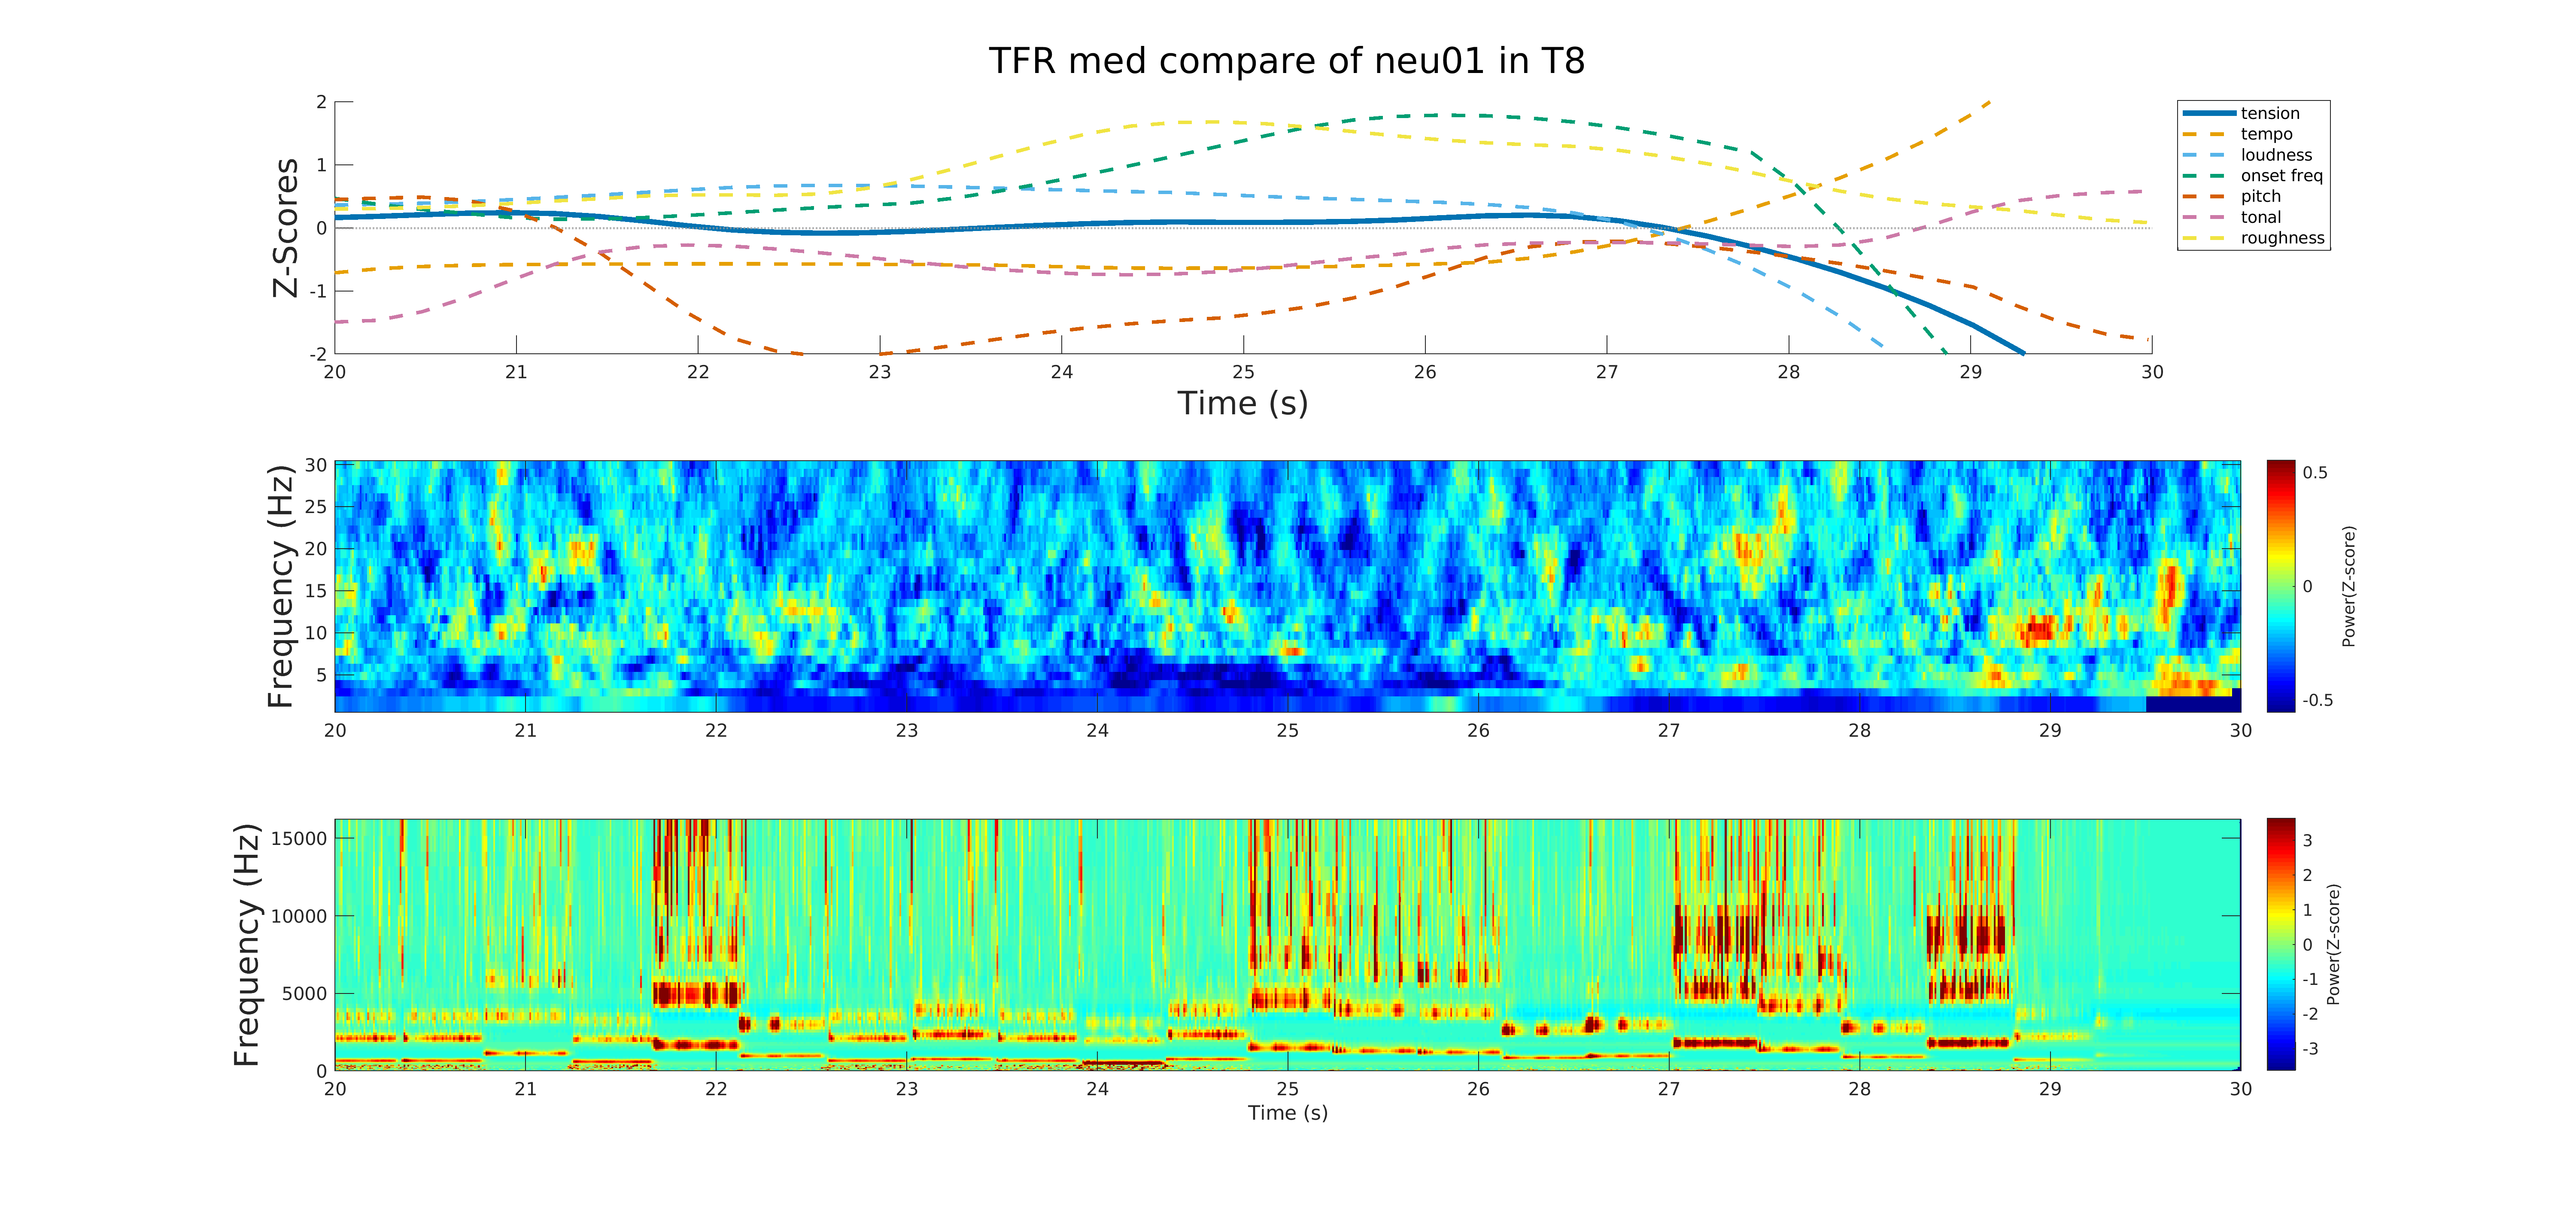 TFR med compare of neu01 in T8
Z-Scores
2
1
0
-1
-2
20 21 22 23 24 25 26 27 28 29 30
Time (s)
tension
tempo
loudness
onset freq
pitch
tonal
roughness
Frequency (Hz)
30
25
20
15
10
5
20 21 22 23 24 25 26 27 28 29 30
0.5
0
-0.5
Power(Z-score)
Frequency (Hz)
15000
10000
5000
0
20 21 22 23 24 25 26 27 28 29 30
Time (s)
3
2
1
0
-1
-2
-3
Power(Z-score)